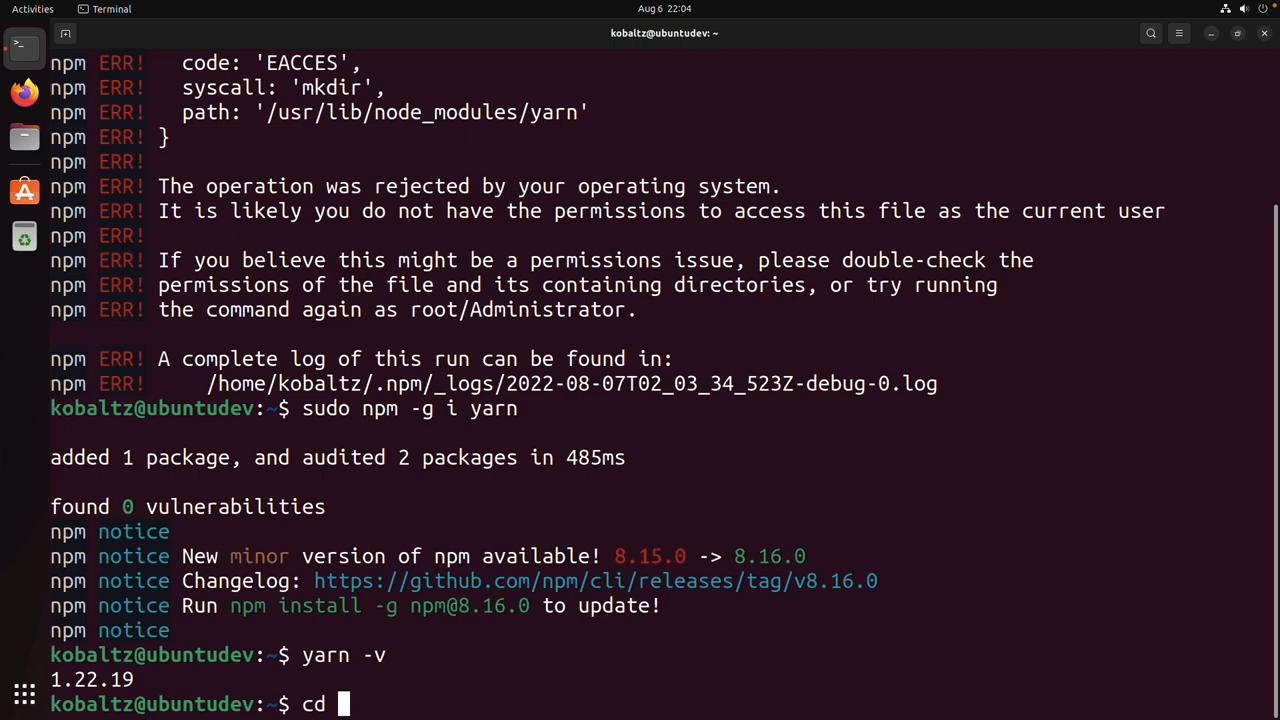 Activities
Terminal
Aug 6 22:04
kobaltz@ubuntudev: ~
npm ERR!   code: 'EACCES',
npm ERR!   syscall: 'mkdir',
npm ERR!   path: '/usr/lib/node_modules/yarn'
npm ERR! }
npm ERR!
npm ERR! The operation was rejected by your operating system.
npm ERR! It is likely you do not have the permissions to access this file as the current user
npm ERR!
npm ERR! If you believe this might be a permissions issue, please double-check the
npm ERR! permissions of the file and its containing directories, or try running
npm ERR! the command again as root/Administrator.
npm ERR! A complete log of this run can be found in:
npm ERR!     /home/kobaltz/.npm/_logs/2022-08-07T02_03_34_523Z-debug-0.log
kobaltz@ubuntudev:~$ sudo npm -g i yarn
added 1 package, and audited 2 packages in 485ms
found 0 vulnerabilities
npm notice
npm notice New minor version of npm available! 8.15.0 -> 8.16.0
npm notice Changelog: https://github.com/npm/cli/releases/tag/v8.16.0
npm notice Run npm install -g npm@8.16.0 to update!
npm notice
kobaltz@ubuntudev:~$ yarn -v
1.22.19
kobaltz@ubuntudev:~$ cd